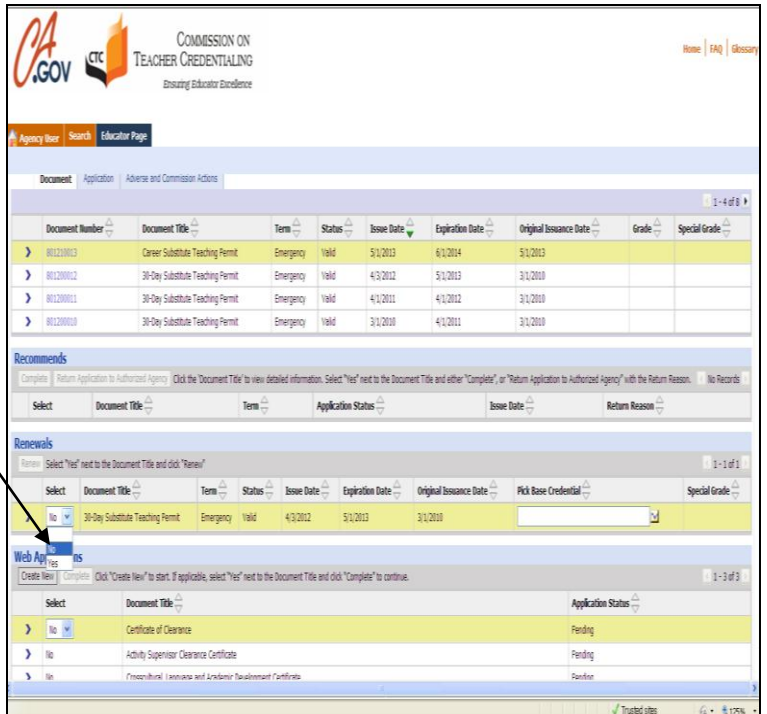 CA
.GOV
CTC
COMMISSION ON
TEACHER CREDENTIALING
Ensuring Educator Excellence
Home | FAQ | Glossary
Agency User Search Educator Page
Document Application Adverse and Commission Actions
1 - 4 of 8
Document Number Document Title Term Status Issue Date Expiration Date Original Issuance Date Grade Special Grade
801210013 Career Substitute Teaching Permit Emergency Valid 5/1/2013 6/1/2014 5/1/2013
801200012 30-Day Substitute Teaching Permit Emergency Valid 4/3/2012 5/1/2013 3/1/2010
801200011 30-Day Substitute Teaching Permit Emergency Valid 4/1/2011 4/1/2012 3/1/2010
801200010 30-Day Substitute Teaching Permit Emergency Valid 3/1/2010 4/1/2011 3/1/2010
Recommends
Complete Return Application to Authorized Agency Click the 'Document Title' to view detailed information. Select "Yes" next to the Document Title and either "Complete", or "Return Application to Authorized Agency" with the Return Reason. No Records
Select Document Title Term Application Status Issue Date Return Reason
Renewals
Renew Select "Yes" next to the Document Title and click "Renew" 1 - 1 of 1
Select Document Title Term Status Issue Date Expiration Date Original Issuance Date Pick Base Credential Special Grade
No 30-Day Substitute Teaching Permit Emergency Valid 4/3/2012 5/1/2013 3/1/2010
No
Yes
Web Ap ns
Create New Complete Click "Create New" to start. If applicable, select "Yes" next to the Document Title and click "Complete" to continue. 1 - 3 of 3
Select Document Title Application Status
No Certificate of Clearance Pending
No Activity Supervisor Clearance Certificate Pending
No Crosscultural, Language and Academic Development Certificate Pending
Trusted sites 125%